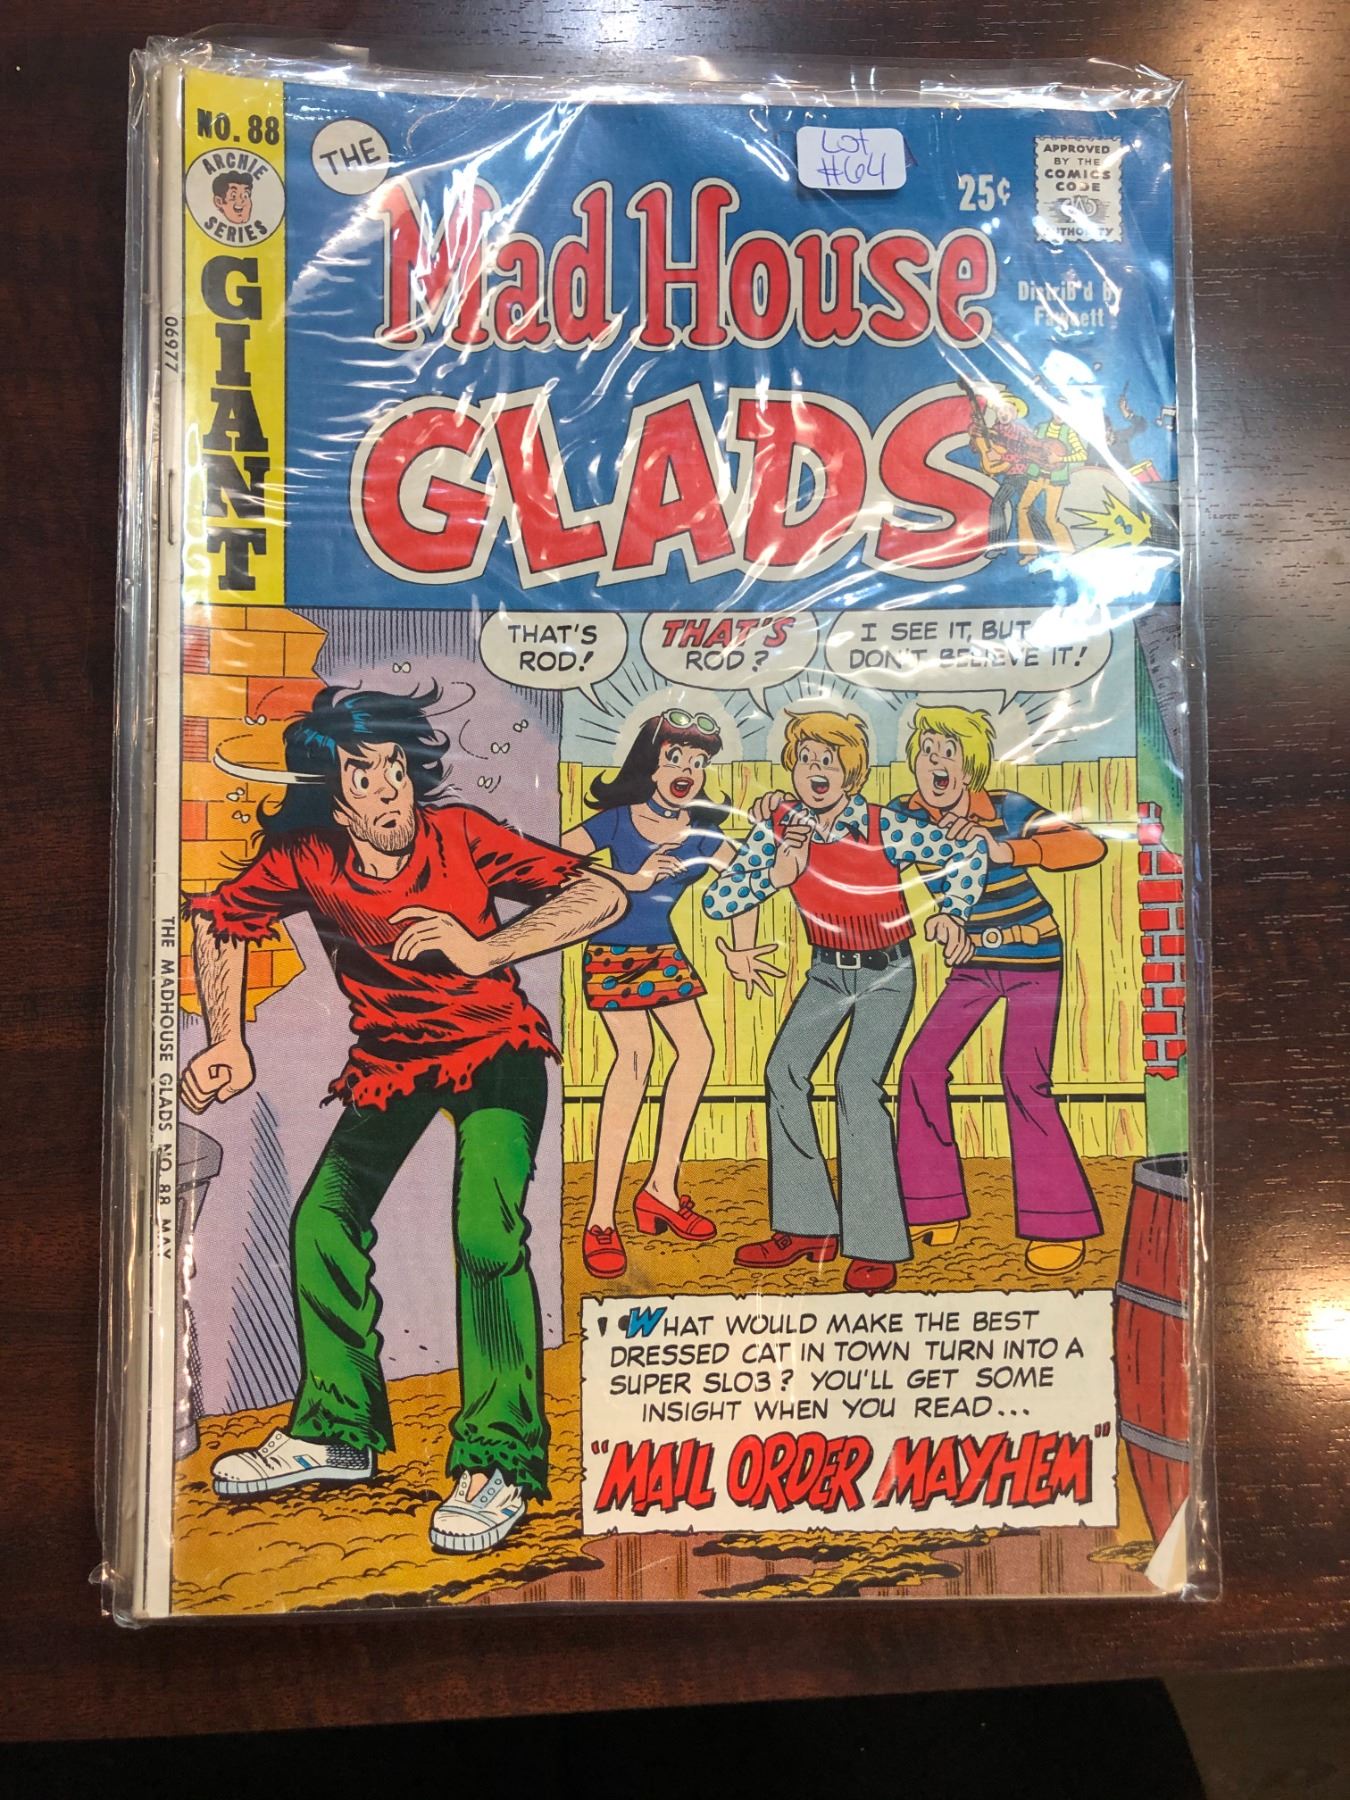 NO. 88
ARCHIE
SERIES
GIANT
THE
Mad House
GLADS
Lot
#64
25¢
APPROVED
BY THE
COMICS
CODE
AUTHORITY
Distrib'd by
Fawcett
06977
THE MADHOUSE GLADS NO. 88 MAY
THAT'S
ROD!
THAT'S
ROD?
I SEE IT, BUT
DON'T BELIEVE IT!
"WHAT WOULD MAKE THE BEST
DRESSED CAT IN TOWN TURN INTO A
SUPER SLOB? YOU'LL GET SOME
INSIGHT WHEN YOU READ...
"MAIL ORDER MAYHEM"